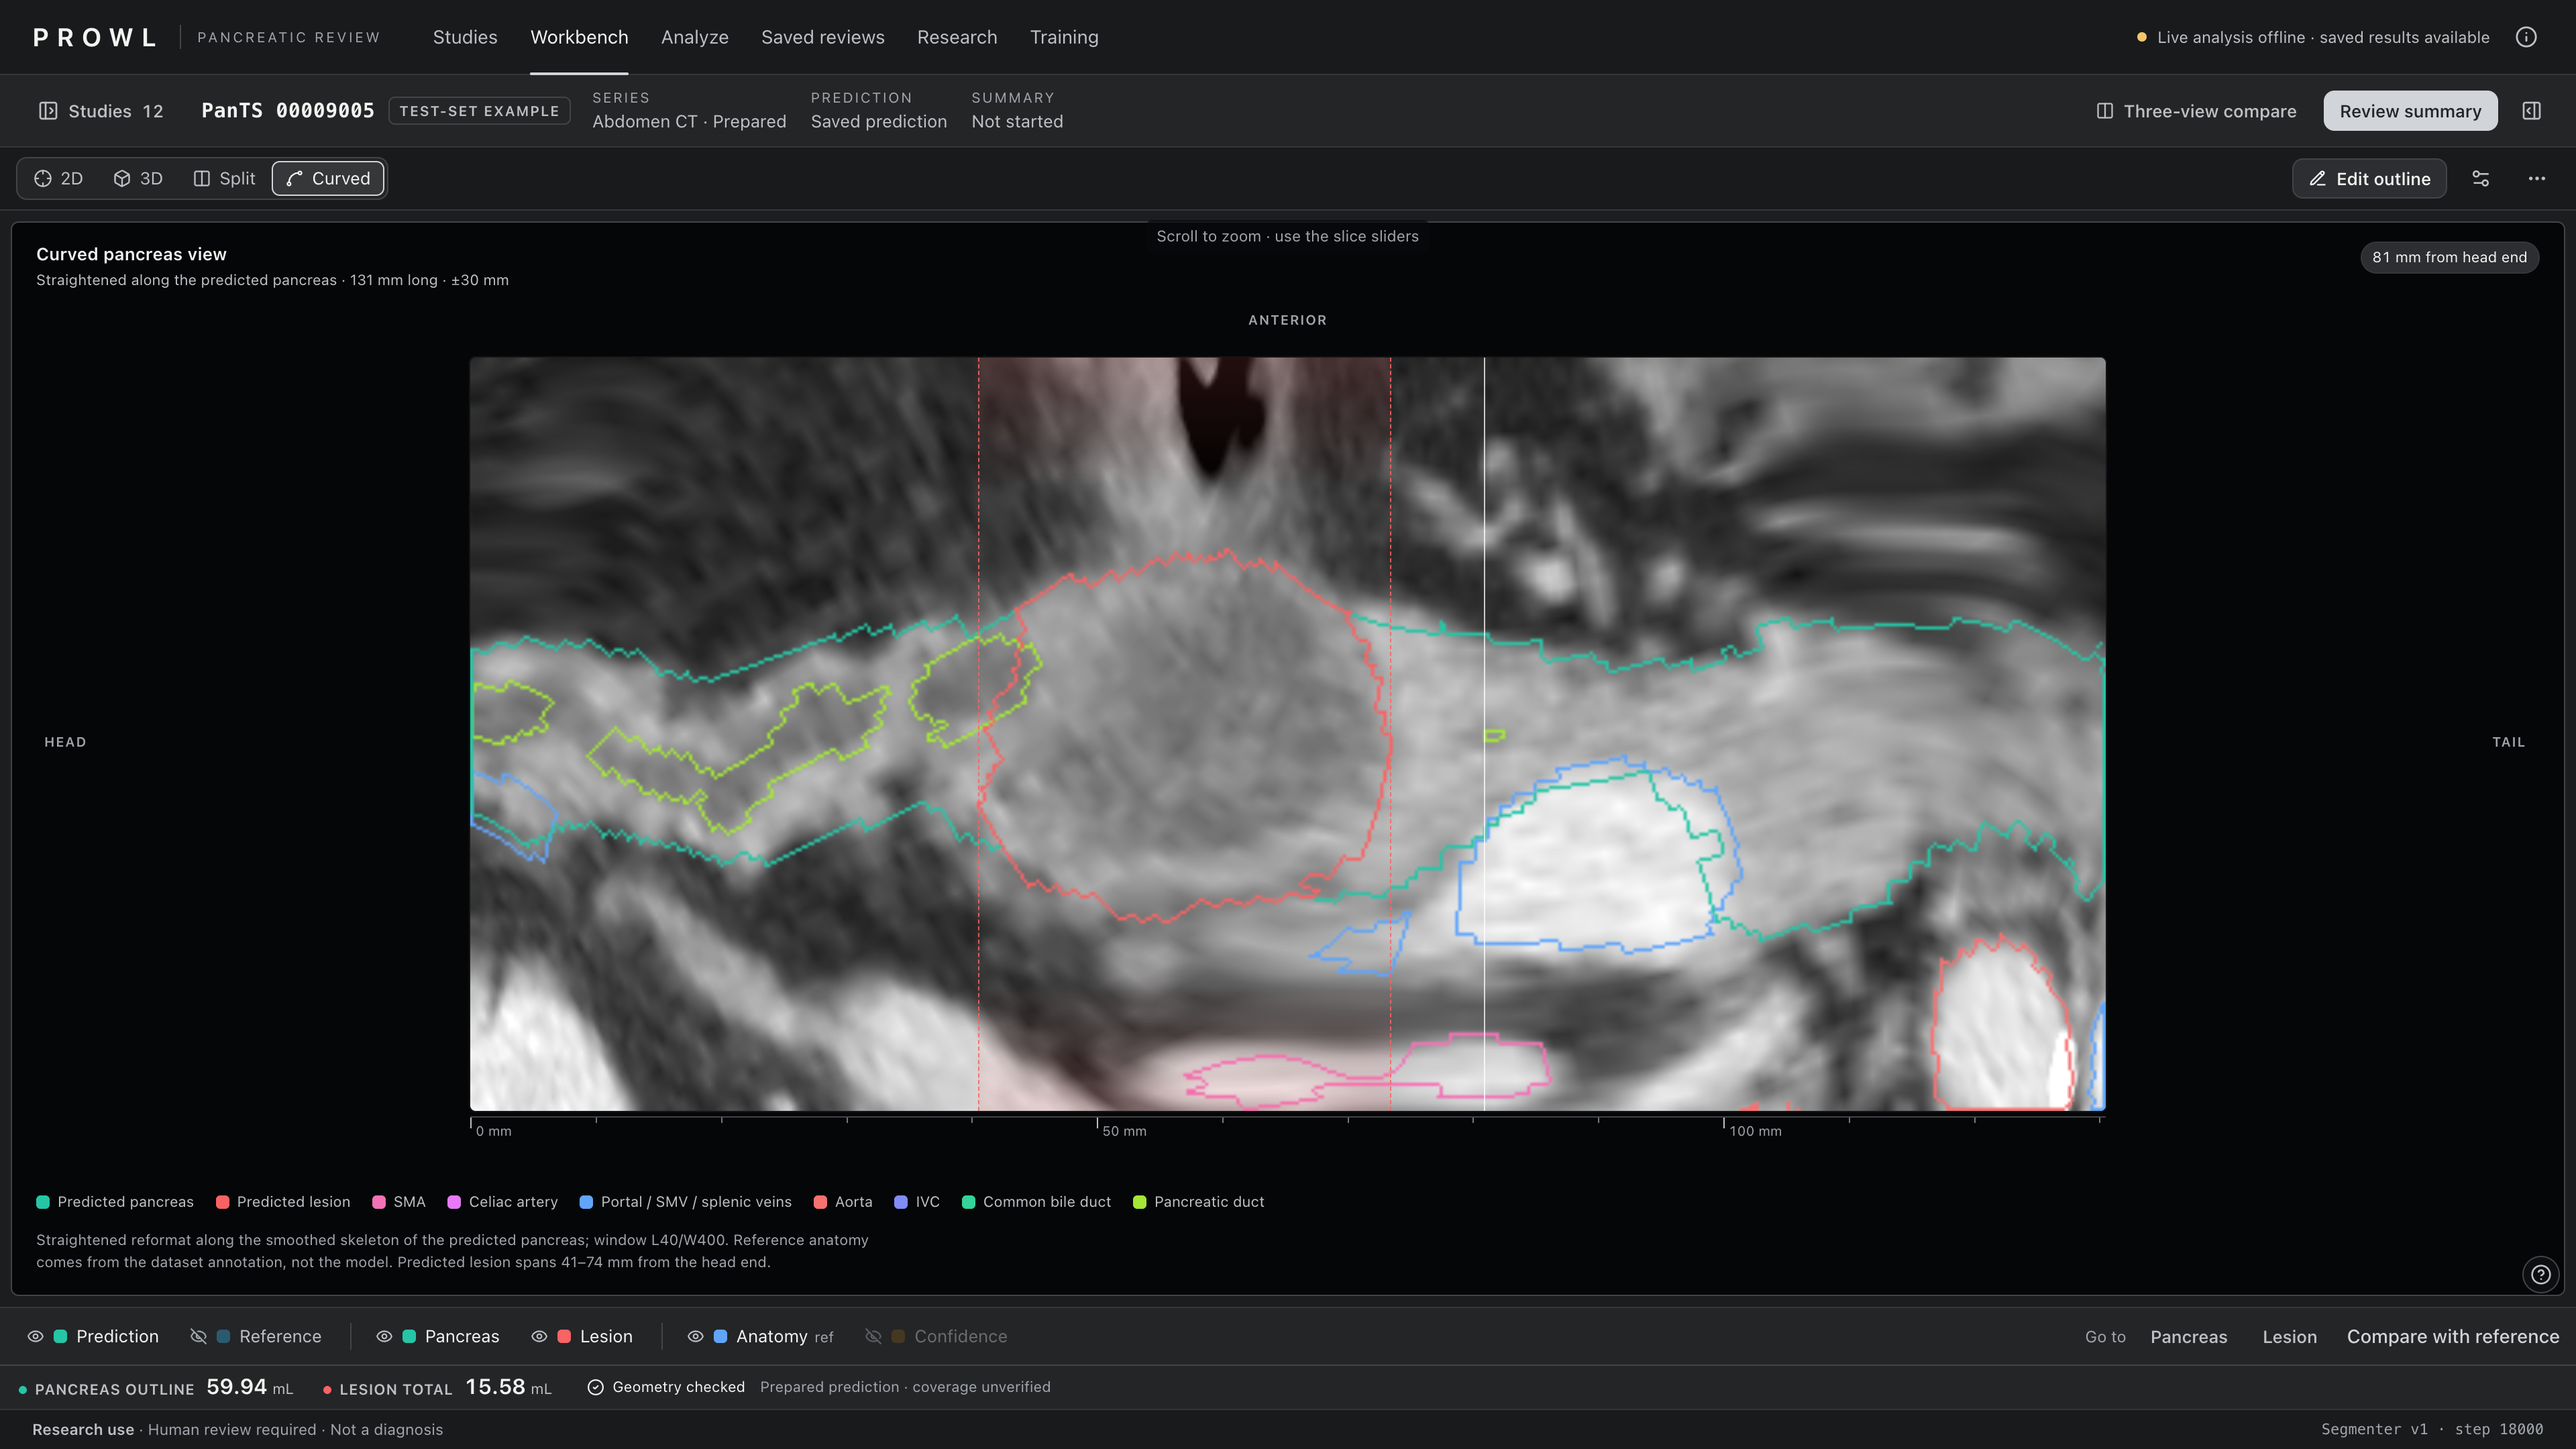 PROWL
PANCREATIC REVIEW
Studies
Workbench
Analyze
Saved reviews
Research
Training
Live analysis offline · saved results available
Studies 12
PanTS 00009005
TEST-SET EXAMPLE
SERIES
Abdomen CT · Prepared
PREDICTION
Saved prediction
SUMMARY
Not started
Three-view compare
Review summary
2D
3D
Split
Curved
Edit outline
Scroll to zoom · use the slice sliders
Curved pancreas view
Straightened along the predicted pancreas · 131 mm long · ±30 mm
81 mm from head end
ANTERIOR
HEAD
TAIL
0 mm
50 mm
100 mm
Predicted pancreas
Predicted lesion
SMA
Celiac artery
Portal / SMV / splenic veins
Aorta
IVC
Common bile duct
Pancreatic duct
Straightened reformat along the smoothed skeleton of the predicted pancreas; window L40/W400. Reference anatomy
comes from the dataset annotation, not the model. Predicted lesion spans 41–74 mm from the head end.
Prediction
Reference
Pancreas
Lesion
Anatomy ref
Confidence
Go to
Pancreas
Lesion
Compare with reference
PANCREAS OUTLINE 59.94 mL
LESION TOTAL 15.58 mL
Geometry checked
Prepared prediction · coverage unverified
Research use · Human review required · Not a diagnosis
Segmenter v1 · step 18000